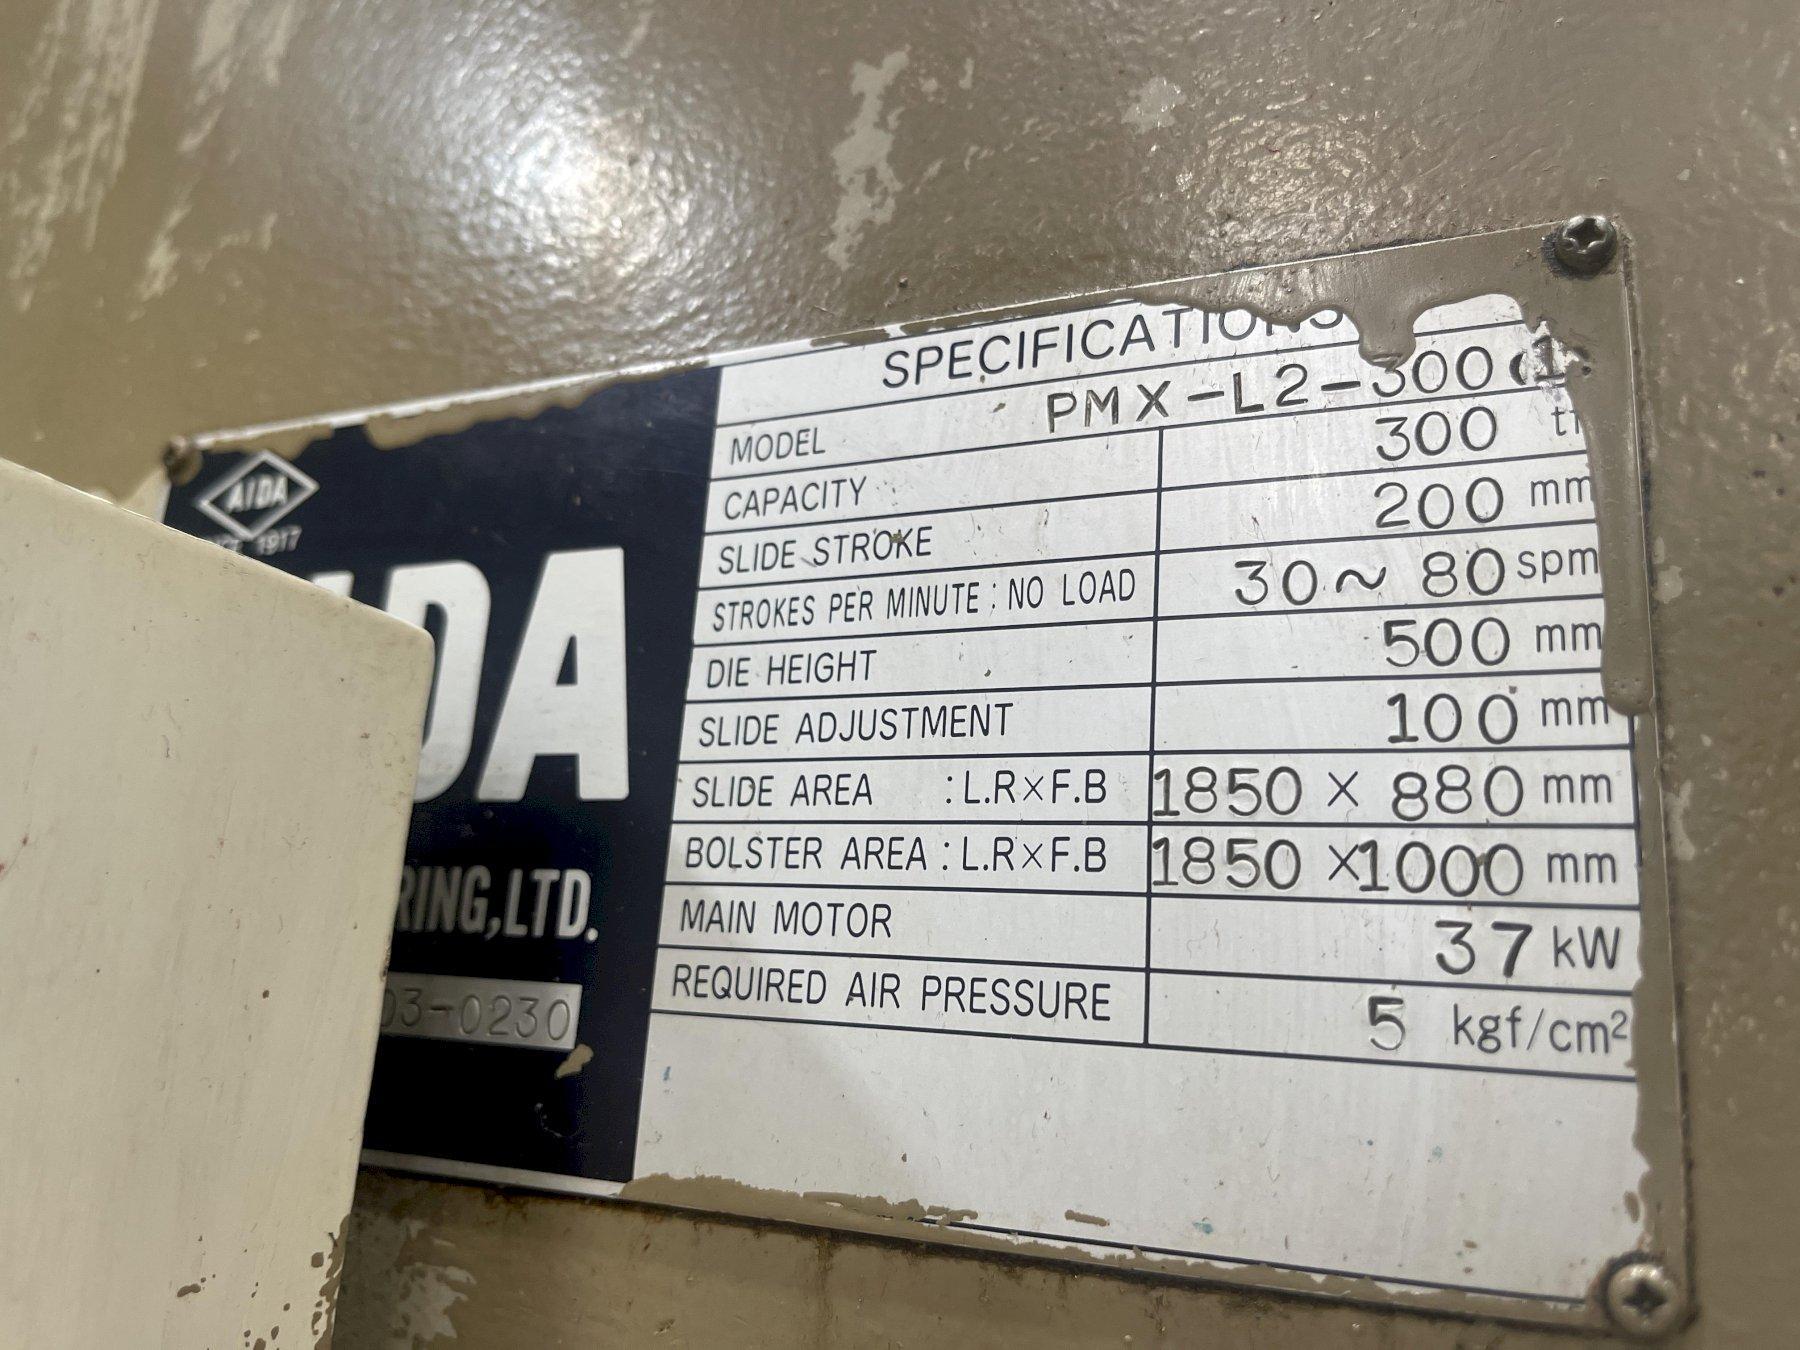 AIDA
1917
DA
RING,LTD.
03-0230
SPECIFICATIONS
MODEL PMX-L2-300
CAPACITY 300
SLIDE STROKE 200 mm
STROKES PER MINUTE : NO LOAD 30~80 spm
DIE HEIGHT 500 mm
SLIDE ADJUSTMENT 100 mm
SLIDE AREA : L.R×F.B 1850 × 880 mm
BOLSTER AREA : L.R×F.B 1850 ×1000 mm
MAIN MOTOR 37 kW
REQUIRED AIR PRESSURE 5 kgf/cm²